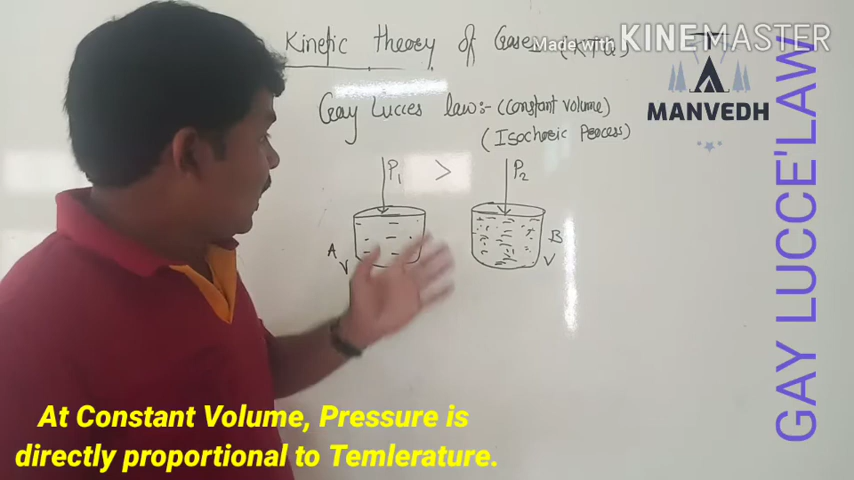 Kinetic theory of Gases (KTG)
Made with KINEMASTER
Gay Lucces law:- (Constant volume)
(Isochoric Process)
MANVEDH
P1 > P2
A
V
B
V
GAY LUCCE'LAW
At Constant Volume, Pressure is
directly proportional to Temlerature.